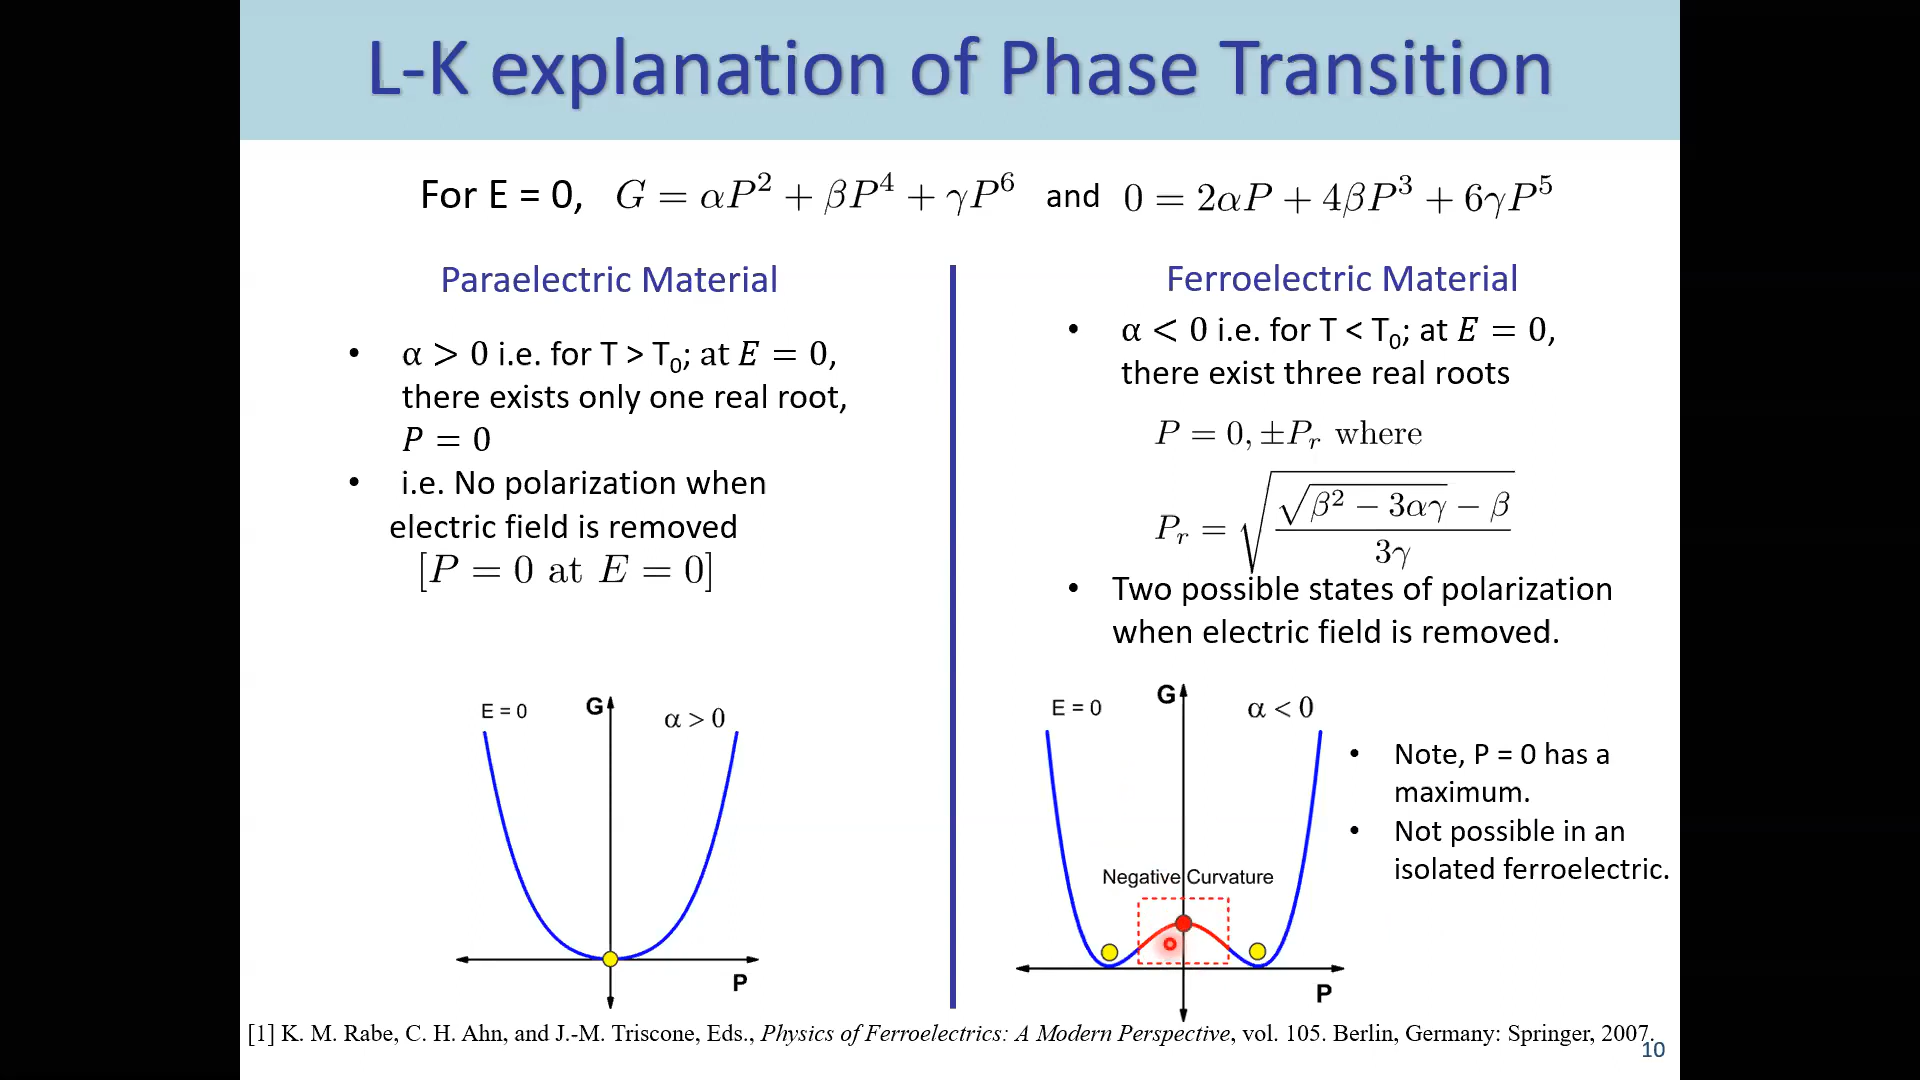 L-K explanation of Phase Transition
For E = 0, G = αP² + βP⁴ + γP⁶ and 0 = 2αP + 4βP³ + 6γP⁵
Paraelectric Material
• α > 0 i.e. for T > T₀; at E = 0,
there exists only one real root,
P = 0
• i.e. No polarization when
electric field is removed
[P = 0 at E = 0]
E = 0
G
α > 0
P
Ferroelectric Material
• α < 0 i.e. for T < T₀; at E = 0,
there exist three real roots
P = 0, ±Pᵣ where
Pᵣ = √((√(β² − 3αγ) − β) / 3γ)
• Two possible states of polarization
when electric field is removed.
E = 0
G
α < 0
Negative Curvature
P
• Note, P = 0 has a
maximum.
• Not possible in an
isolated ferroelectric.
[1] K. M. Rabe, C. H. Ahn, and J.-M. Triscone, Eds., Physics of Ferroelectrics: A Modern Perspective, vol. 105. Berlin, Germany: Springer, 2007.
10